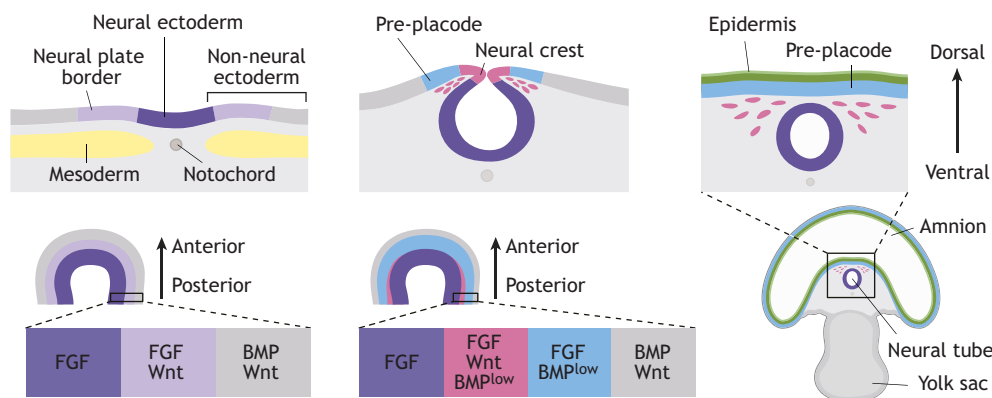 Neural ectoderm
Neural plate
border
Non-neural
ectoderm
Mesoderm
Notochord
Anterior
Posterior
FGF
FGF
Wnt
BMP
Wnt
Pre-placode
Neural crest
Anterior
Posterior
FGF
FGF
Wnt
BMPlow
FGF
BMPlow
BMP
Wnt
Epidermis
Pre-placode
Dorsal
Ventral
Amnion
Neural tube
Yolk sac